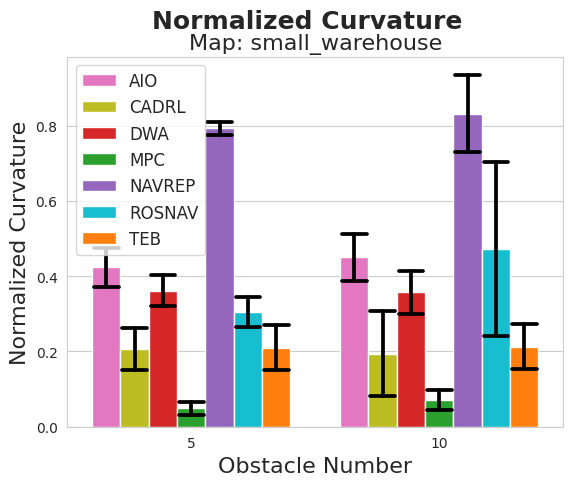 Normalized Curvature
Map: small_warehouse
AIO
CADRL
DWA
MPC
NAVREP
ROSNAV
TEB
Normalized Curvature
0.8
0.6
0.4
0.2
0.0
5
10
Obstacle Number